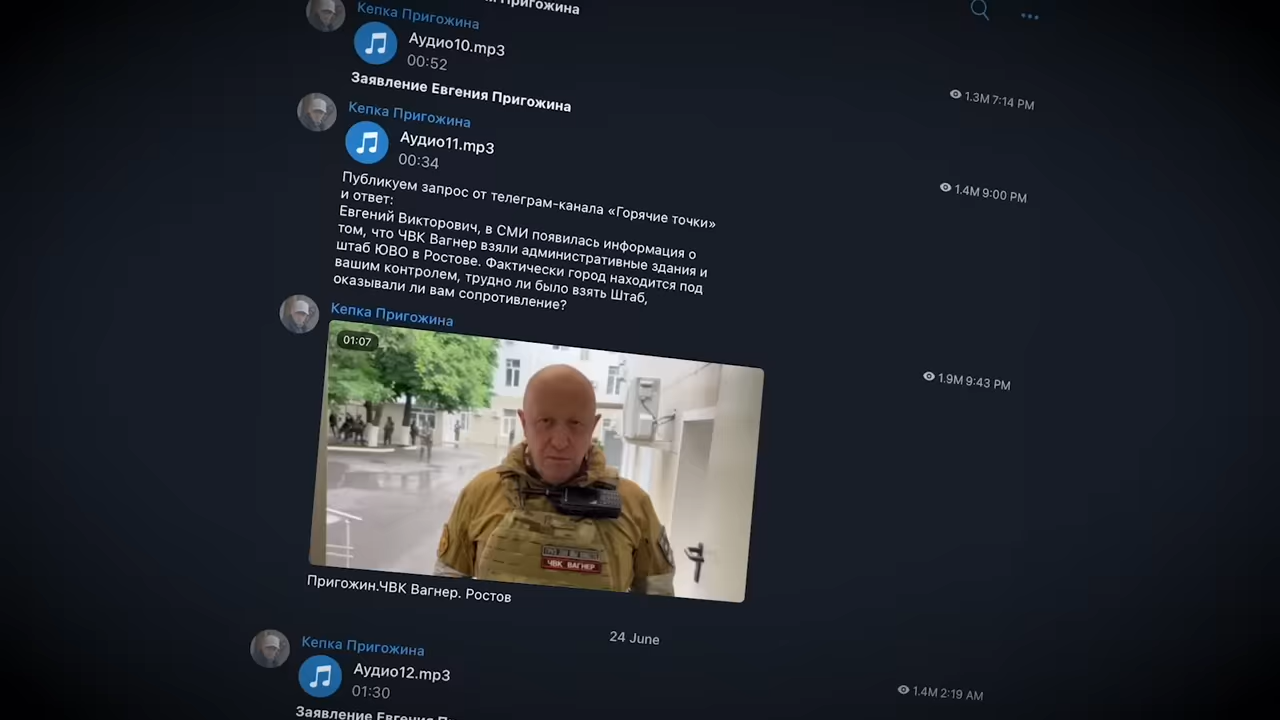 Пригожина
Кепка Пригожина
Аудио10.mp3
00:52
Заявление Евгения Пригожина
1.3M 7:14 PM
Кепка Пригожина
Аудио11.mp3
00:34
1.4M 9:00 PM
Публикуем запрос от телеграм-канала «Горячие точки»
и ответ:
Евгений Викторович, в СМИ появилась информация о
том, что ЧВК Вагнер взяли административные здания и
штаб ЮВО в Ростове. Фактически город находится под
вашим контролем, трудно ли было взять Штаб,
оказывали ли вам сопротивление?
Кепка Пригожина
1.9M 9:43 PM
01:07
ЧВК ВАГНЕР
Пригожин.ЧВК Вагнер. Ростов
24 June
Кепка Пригожина
Аудио12.mp3
01:30
1.4M 2:19 AM
Заявление Евгения